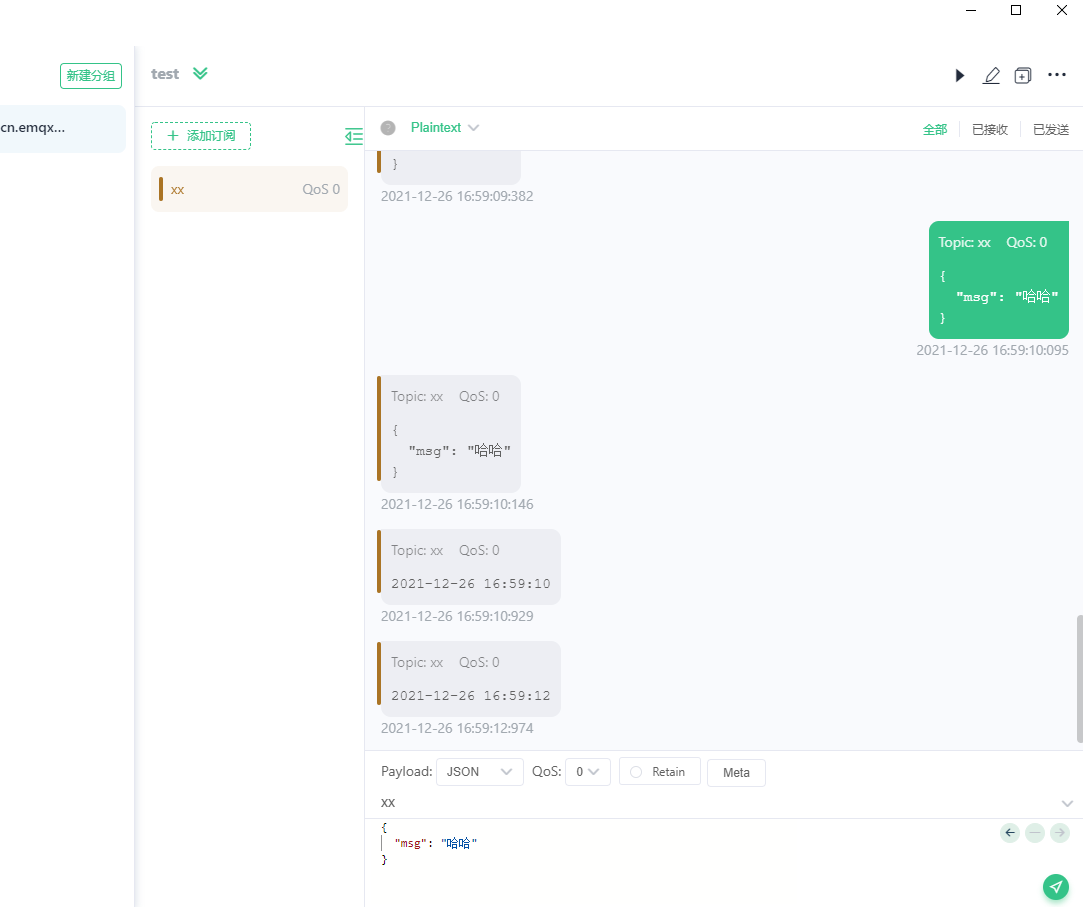 新建分组
cn.emqx...
test
+ 添加订阅
xx QoS 0
Plaintext
全部 已接收 已发送
}
2021-12-26 16:59:09:382
Topic: xx QoS: 0
{
"msg": "哈哈"
}
2021-12-26 16:59:10:095
Topic: xx QoS: 0
{
"msg": "哈哈"
}
2021-12-26 16:59:10:146
Topic: xx QoS: 0
2021-12-26 16:59:10
2021-12-26 16:59:10:929
Topic: xx QoS: 0
2021-12-26 16:59:12
2021-12-26 16:59:12:974
Payload: JSON QoS: 0 Retain Meta
xx
{
"msg": "哈哈"
}